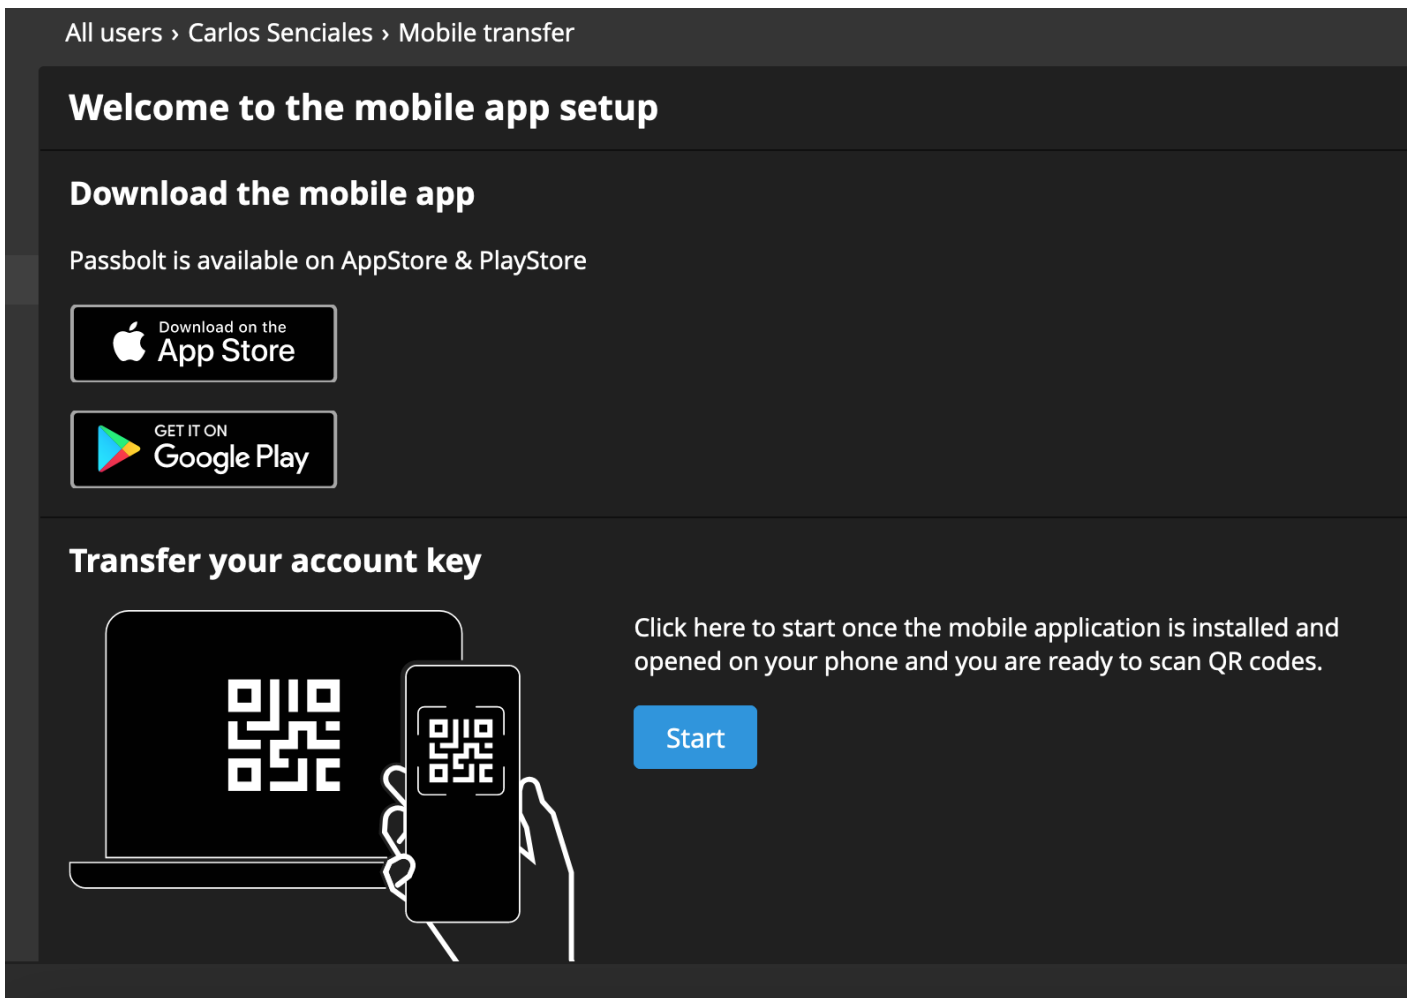 All users › Carlos Senciales › Mobile transfer
Welcome to the mobile app setup
Download the mobile app
Passbolt is available on AppStore & PlayStore
Download on the
App Store
GET IT ON
Google Play
Transfer your account key
Click here to start once the mobile application is installed and
opened on your phone and you are ready to scan QR codes.
Start